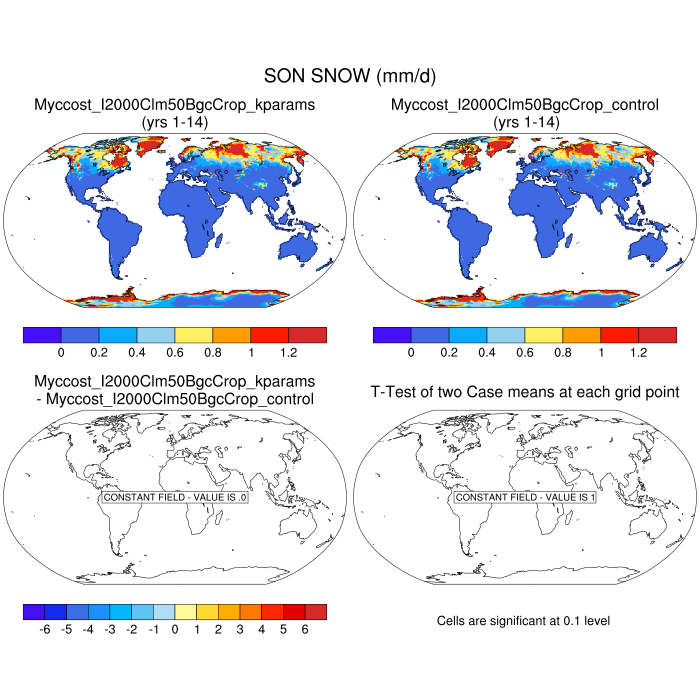 SON SNOW (mm/d)
Myccost_I2000Clm50BgcCrop_kparams
(yrs 1-14)
Myccost_I2000Clm50BgcCrop_control
(yrs 1-14)
0 0.2 0.4 0.6 0.8 1 1.2
0 0.2 0.4 0.6 0.8 1 1.2
Myccost_I2000Clm50BgcCrop_kparams
- Myccost_I2000Clm50BgcCrop_control
T-Test of two Case means at each grid point
CONSTANT FIELD - VALUE IS .0
CONSTANT FIELD - VALUE IS 1
-6 -5 -4 -3 -2 -1 0 1 2 3 4 5 6
Cells are significant at 0.1 level